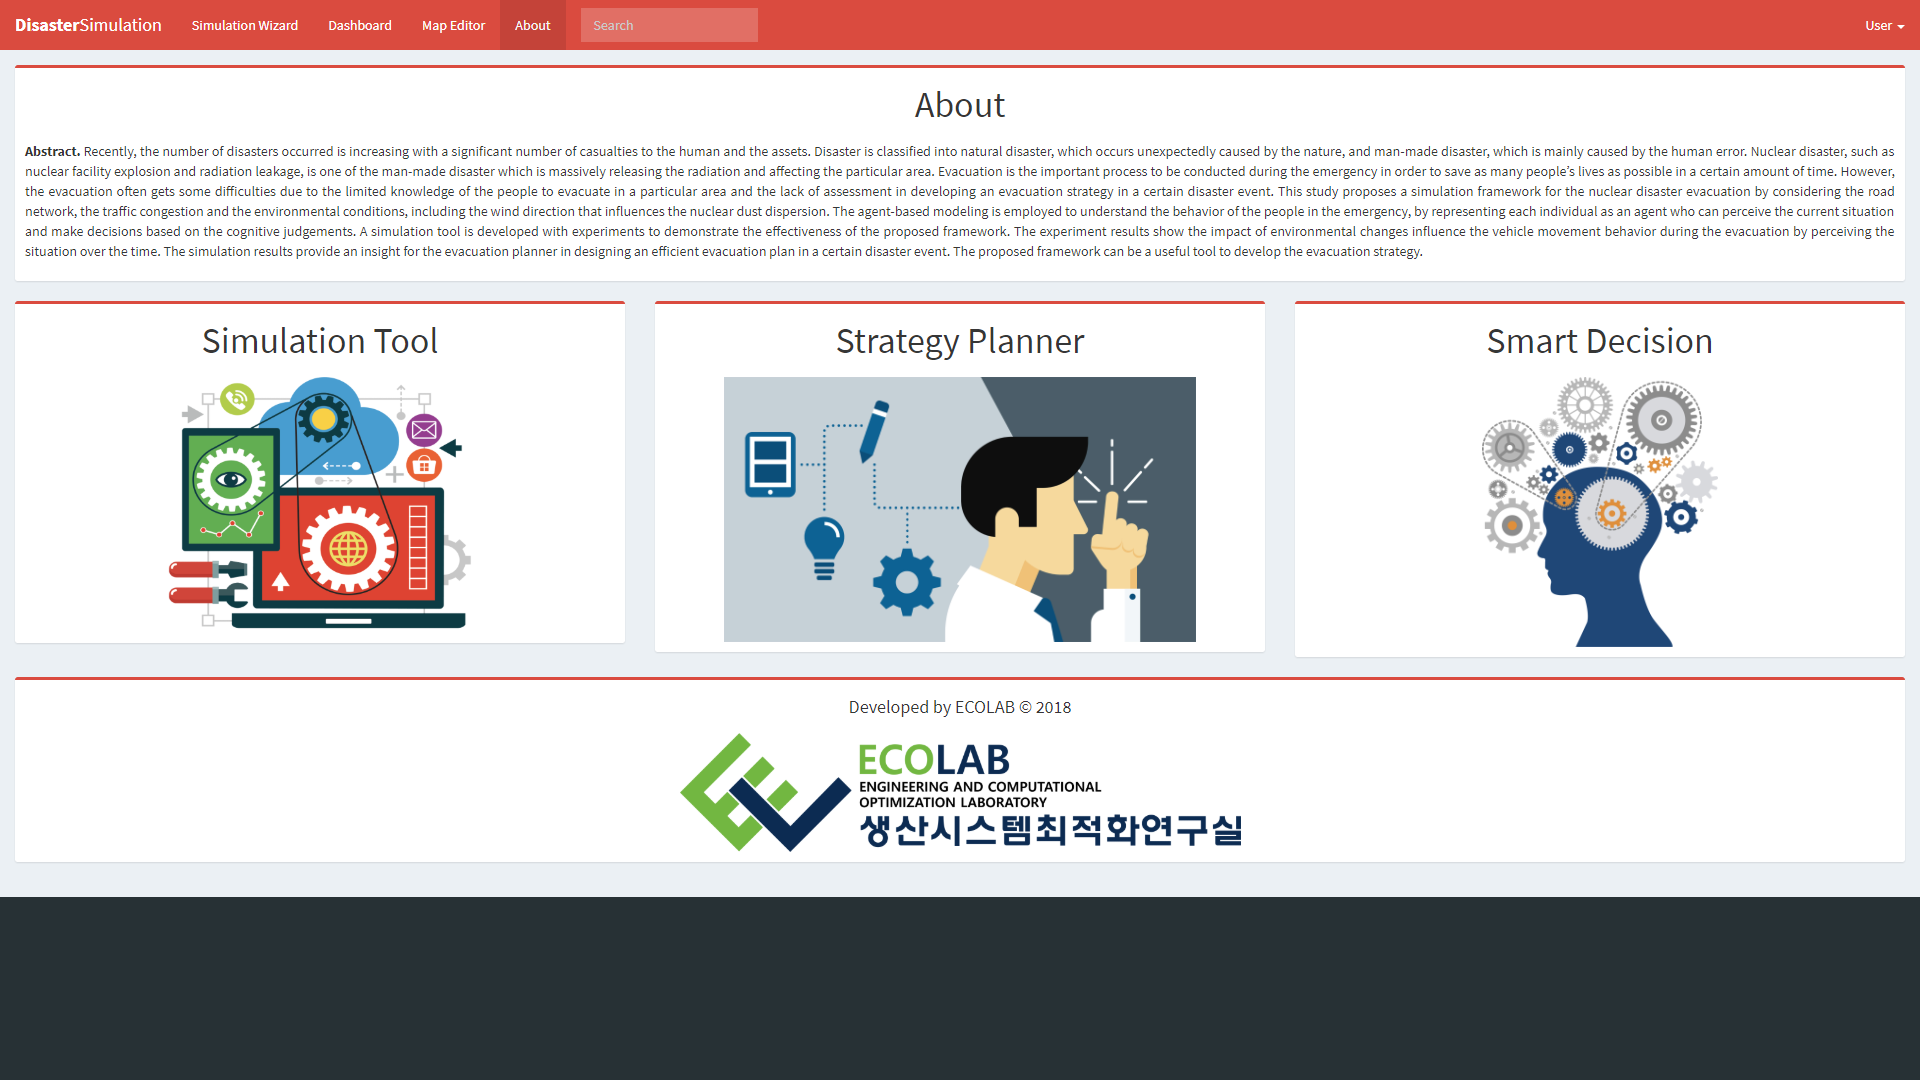 DisasterSimulation Simulation Wizard Dashboard Map Editor About Search User
About
Abstract. Recently, the number of disasters occurred is increasing with a significant number of casualties to the human and the assets. Disaster is classified into natural disaster, which occurs unexpectedly caused by the nature, and man-made disaster, which is mainly caused by the human error. Nuclear disaster, such as
nuclear facility explosion and radiation leakage, is one of the man-made disaster which is massively releasing the radiation and affecting the particular area. Evacuation is the important process to be conducted during the emergency in order to save as many people's lives as possible in a certain amount of time. However,
the evacuation often gets some difficulties due to the limited knowledge of the people to evacuate in a particular area and the lack of assessment in developing an evacuation strategy in a certain disaster event. This study proposes a simulation framework for the nuclear disaster evacuation by considering the road
network, the traffic congestion and the environmental conditions, including the wind direction that influences the nuclear dust dispersion. The agent-based modeling is employed to understand the behavior of the people in the emergency, by representing each individual as an agent who can perceive the current situation
and make decisions based on the cognitive judgements. A simulation tool is developed with experiments to demonstrate the effectiveness of the proposed framework. The experiment results show the impact of environmental changes influence the vehicle movement behavior during the evacuation by perceiving the
situation over the time. The simulation results provide an insight for the evacuation planner in designing an efficient evacuation plan in a certain disaster event. The proposed framework can be a useful tool to develop the evacuation strategy.
Simulation Tool
Strategy Planner
Smart Decision
Developed by ECOLAB © 2018
ECOLAB
ENGINEERING AND COMPUTATIONAL
OPTIMIZATION LABORATORY
생산시스템최적화연구실